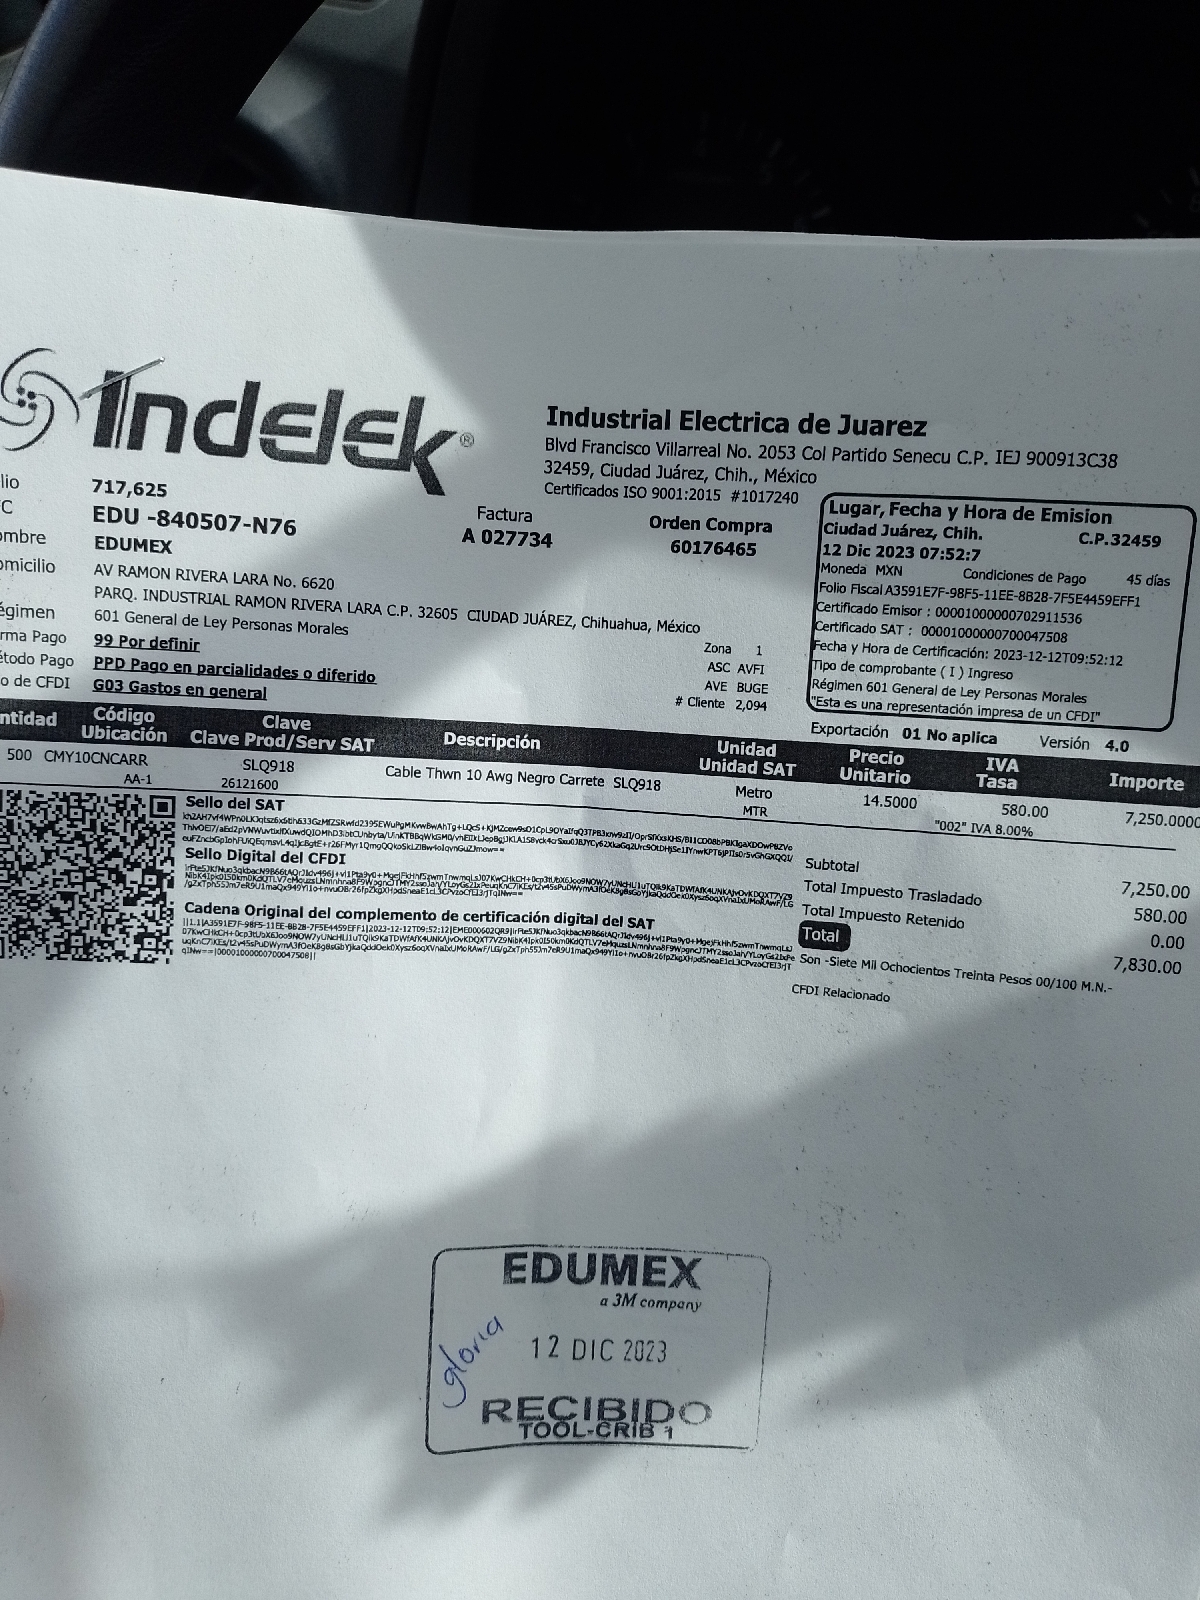 Indelek®
Industrial Electrica de Juarez
Blvd Francisco Villarreal No. 2053 Col Partido Senecu C.P. IEJ 900913C38
32459, Ciudad Juárez, Chih., México
Certificados ISO 9001:2015 #1017240
lio 717,625
C EDU -840507-N76
Factura
A 027734
Orden Compra
60176465
ombre EDUMEX
omicilio AV RAMON RIVERA LARA No. 6620
PARQ. INDUSTRIAL RAMON RIVERA LARA C.P. 32605 CIUDAD JUÁREZ, Chihuahua, México
égimen 601 General de Ley Personas Morales
rma Pago 99 Por definir
étodo Pago PPD Pago en parcialidades o diferido
o de CFDI G03 Gastos en general
Zona 1
ASC AVFI
AVE BUGE
# Cliente 2,094
Lugar, Fecha y Hora de Emision
Ciudad Juárez, Chih. C.P.32459
12 Dic 2023 07:52:7
Moneda MXN Condiciones de Pago 45 días
Folio Fiscal A3591E7F-98F5-11EE-8B28-7F5E4459EFF1
Certificado Emisor : 00001000000702911536
Certificado SAT : 00001000000700047508
Fecha y Hora de Certificación: 2023-12-12T09:52:12
Tipo de comprobante ( I ) Ingreso
Régimen 601 General de Ley Personas Morales
"Esta es una representación impresa de un CFDI"
Exportación 01 No aplica Versión 4.0
ntidad Código Ubicación Clave Clave Prod/Serv SAT Descripción Unidad Unidad SAT Precio Unitario IVA Tasa Importe
500 CMY10CNCARR SLQ918 Cable Thwn 10 Awg Negro Carrete SLQ918 Metro 14.5000 580.00 7,250.0000
AA-1 26121600 MTR "002" IVA 8.00%
Sello del SAT
Sello Digital del CFDI
Cadena Original del complemento de certificación digital del SAT
Subtotal 7,250.00
Total Impuesto Trasladado 580.00
Total Impuesto Retenido 0.00
Total 7,830.00
Son -Siete Mil Ochocientos Treinta Pesos 00/100 M.N.-
CFDI Relacionado
EDUMEX
a 3M company
gloria
12 DIC 2023
RECIBIDO
TOOL-CRIB 1